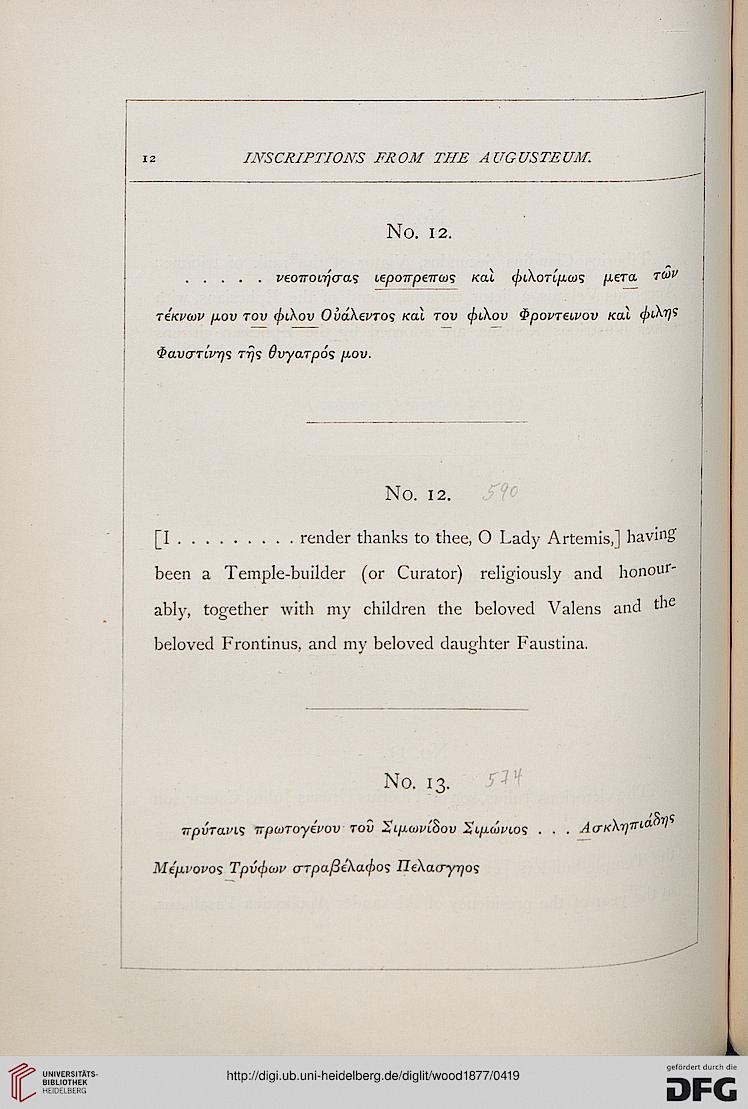 12 INSCRIPTIONS FROM THE AUGUSTEUM.
No. 12.
. . . . . νεοποιήσας ιεροπρεπως καὶ φιλοτίμως μετα τῶν
τέκνων μου του φιλου Οὐάλεντος καὶ του φιλου Φροντεινου καὶ φιλης
Φαυστίνης τῆς θυγατρός μου.
No. 12. 590
[I . . . . . . . . . render thanks to thee, O Lady Artemis,] having
been a Temple-builder (or Curator) religiously and honour-
ably, together with my children the beloved Valens and the
beloved Frontinus, and my beloved daughter Faustina.
No. 13. 574
πρύτανις πρωτογένου τοῦ Σιμωνίδου Σιμώνιος . . . Ασκληπιάδης
Μέμνονος Τρύφων στραβέλαφος Πελασγηος
UNIVERSITÄTS-
BIBLIOTHEK
HEIDELBERG
http://digi.ub.uni-heidelberg.de/diglit/wood1877/0419
gefördert durch die
DFG